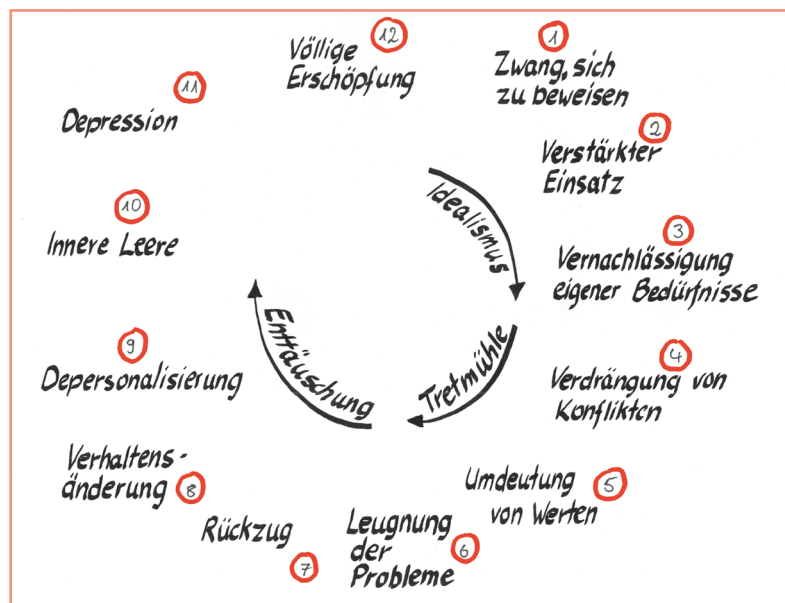 12
Völlige
Erschöpfung
1
Zwang, sich
zu beweisen
2
Verstärkter
Einsatz
3
Vernachlässigung
eigener Bedürfnisse
4
Verdrängung von
Konflikten
5
Umdeutung
von Werten
6
Leugnung
der
Probleme
7
Rückzug
8
Verhaltens-
änderung
9
Depersonalisierung
10
Innere Leere
11
Depression
Idealismus
Tretmühle
Enttäuschung